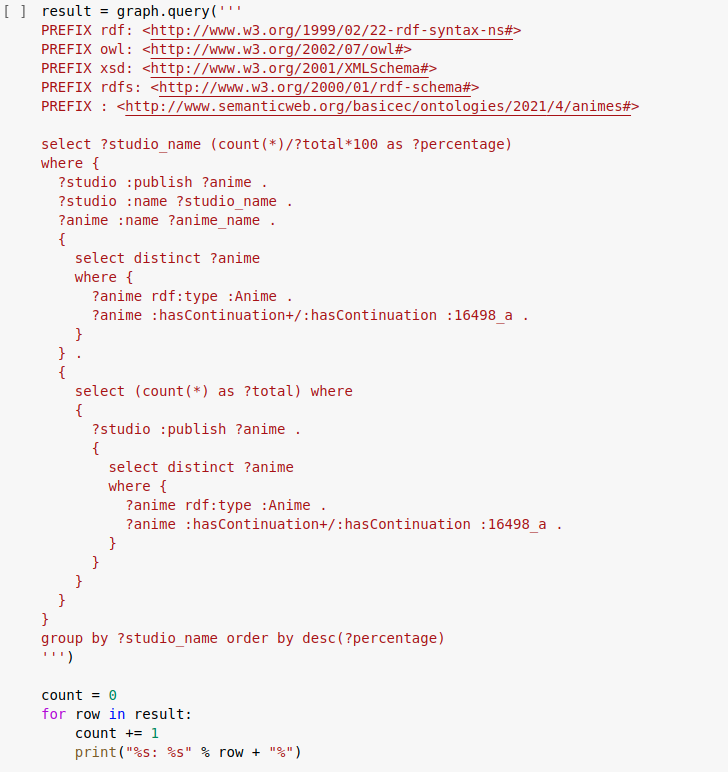 [ ] result = graph.query('''
PREFIX rdf: <http://www.w3.org/1999/02/22-rdf-syntax-ns#>
PREFIX owl: <http://www.w3.org/2002/07/owl#>
PREFIX xsd: <http://www.w3.org/2001/XMLSchema#>
PREFIX rdfs: <http://www.w3.org/2000/01/rdf-schema#>
PREFIX : <http://www.semanticweb.org/basicec/ontologies/2021/4/animes#>

select ?studio_name (count(*)/?total*100 as ?percentage)
where {
  ?studio :publish ?anime .
  ?studio :name ?studio_name .
  ?anime :name ?anime_name .
  {
    select distinct ?anime
    where {
      ?anime rdf:type :Anime .
      ?anime :hasContinuation+/:hasContinuation :16498_a .
    }
  } .
  {
    select (count(*) as ?total) where
    {
      ?studio :publish ?anime .
      {
        select distinct ?anime
        where {
          ?anime rdf:type :Anime .
          ?anime :hasContinuation+/:hasContinuation :16498_a .
        }
      }
    }
  }
}
group by ?studio_name order by desc(?percentage)
''')

count = 0
for row in result:
    count += 1
    print("%s: %s" % row + "%")